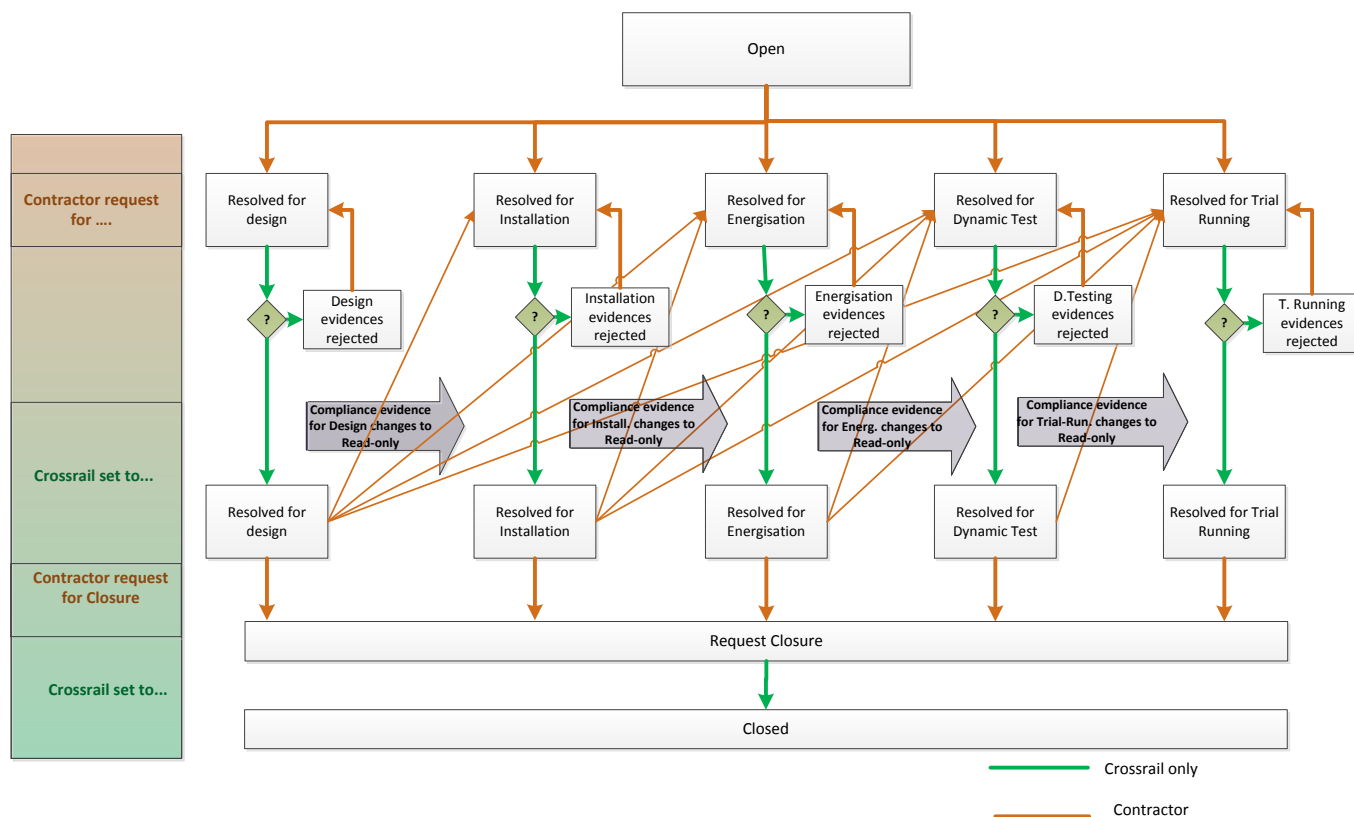 Open
Contractor request
for ....
Resolved for
design
Resolved for
Installation
Resolved for
Energisation
Resolved for
Dynamic Test
Resolved for Trial
Running
?
Design
evidences
rejected
?
Installation
evidences
rejected
?
Energisation
evidences
rejected
?
D.Testing
evidences
rejected
?
T. Running
evidences
rejected
Compliance evidence
for Design changes to
Read-only
Compliance evidence
for Install. changes to
Read-only
Compliance evidence
for Energ. changes to
Read-only
Compliance evidence
for Trial-Run. changes to
Read-only
Crossrail set to...
Resolved for
design
Resolved for
Installation
Resolved for
Energisation
Resolved for
Dynamic Test
Resolved for Trial
Running
Contractor request
for Closure
Request Closure
Crossrail set to...
Closed
Crossrail only
Contractor